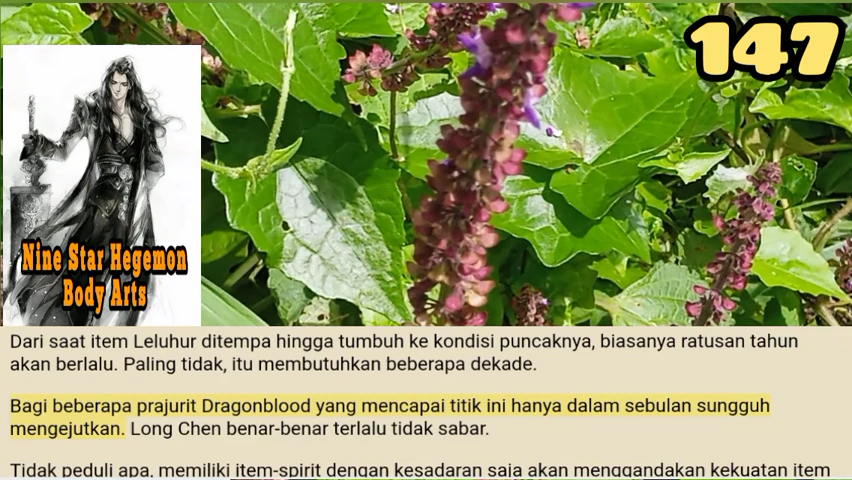 147
Nine Star Hegemon
Body Arts
Dari saat item Leluhur ditempa hingga tumbuh ke kondisi puncaknya, biasanya ratusan tahun
akan berlalu. Paling tidak, itu membutuhkan beberapa dekade.
Bagi beberapa prajurit Dragonblood yang mencapai titik ini hanya dalam sebulan sungguh
mengejutkan. Long Chen benar-benar terlalu tidak sabar.
Tidak peduli apa, memiliki item-spirit dengan kesadaran saja akan menggandakan kekuatan item